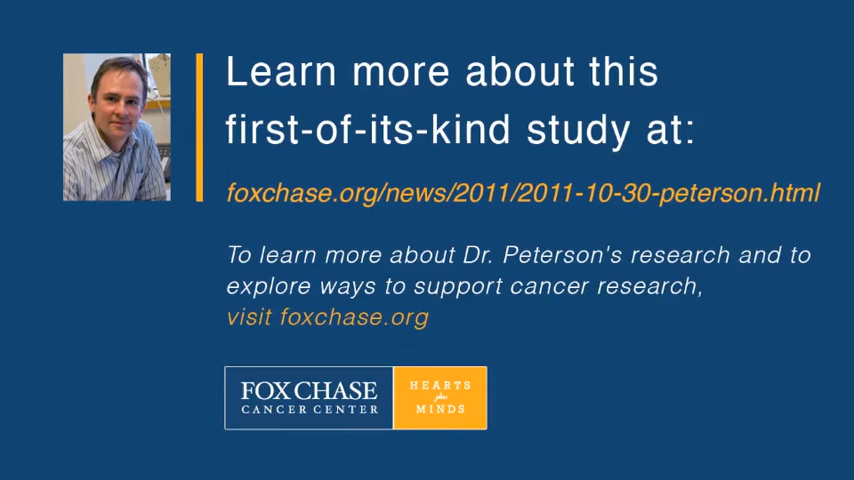 Learn more about this
first-of-its-kind study at:
foxchase.org/news/2011/2011-10-30-peterson.html
To learn more about Dr. Peterson's research and to
explore ways to support cancer research,
visit foxchase.org
FOX CHASE
CANCER CENTER
HEARTS
plus
MINDS